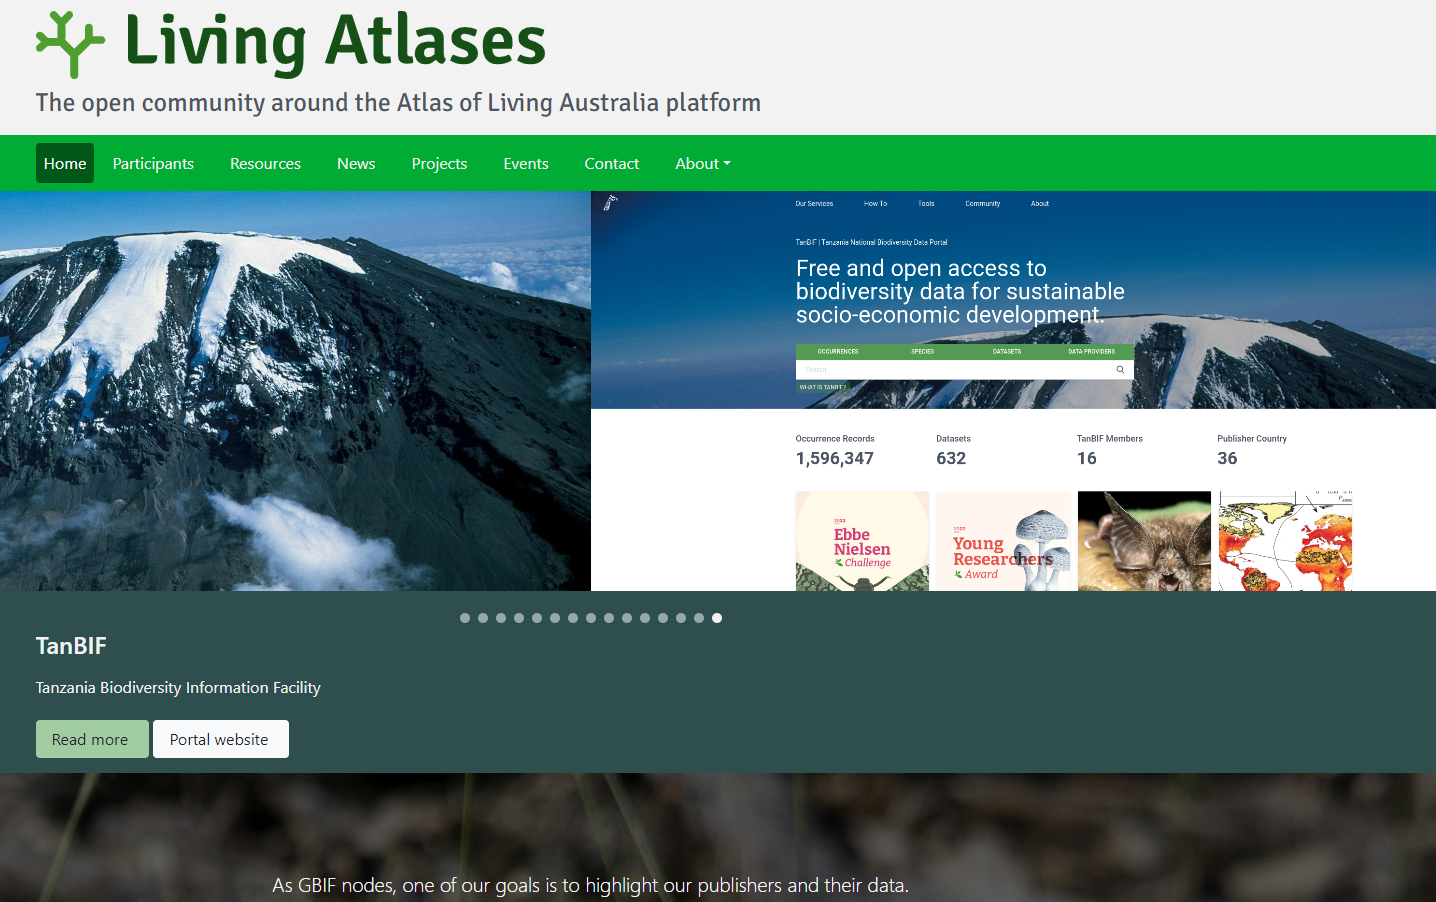 Living Atlases
The open community around the Atlas of Living Australia platform
Home Participants Resources News Projects Events Contact About
Our Services How To Tools Community About
TanBIF | Tanzania National Biodiversity Data Portal
Free and open access to
biodiversity data for sustainable
socio-economic development.
OCCURRENCES SPECIES DATASETS DATA PROVIDERS
Search
WHAT IS TANBIF?
Occurrence Records Datasets TanBIF Members Publisher Country
1,596,347 632 16 36
2022
Ebbe
Nielsen
Challenge
2022
Young
Researchers
Award
TanBIF
Tanzania Biodiversity Information Facility
Read more Portal website
As GBIF nodes, one of our goals is to highlight our publishers and their data.